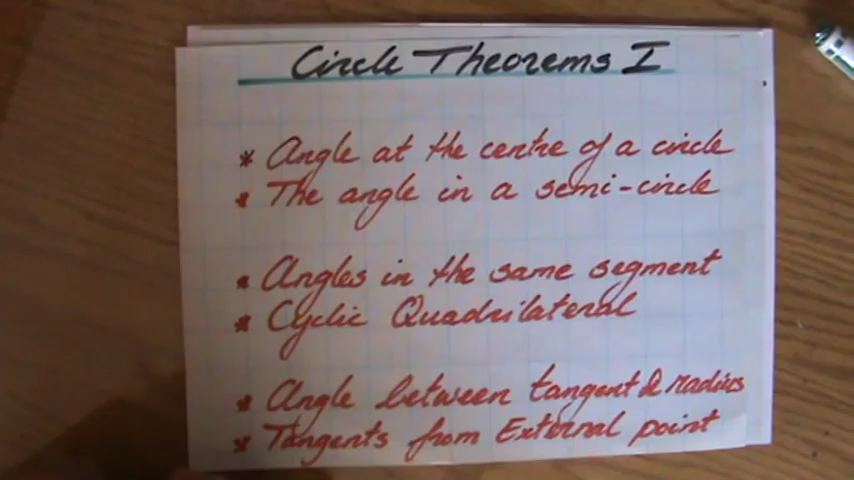 Circle Theorems I
* Angle at the centre of a circle
* The angle in a semi-circle
* Angles in the same segment
* Cyclic Quadrilateral
* Angle between tangent & radius
* Tangents from External point